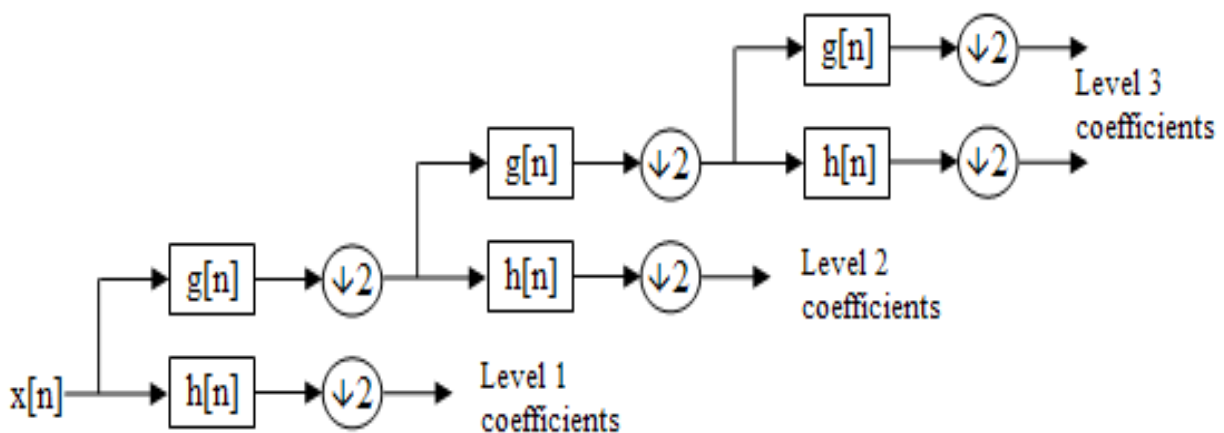 g[n]
↓2
Level 3
coefficients
g[n]
↓2
h[n]
↓2
g[n]
↓2
h[n]
↓2
Level 2
coefficients
x[n]
h[n]
↓2
Level 1
coefficients